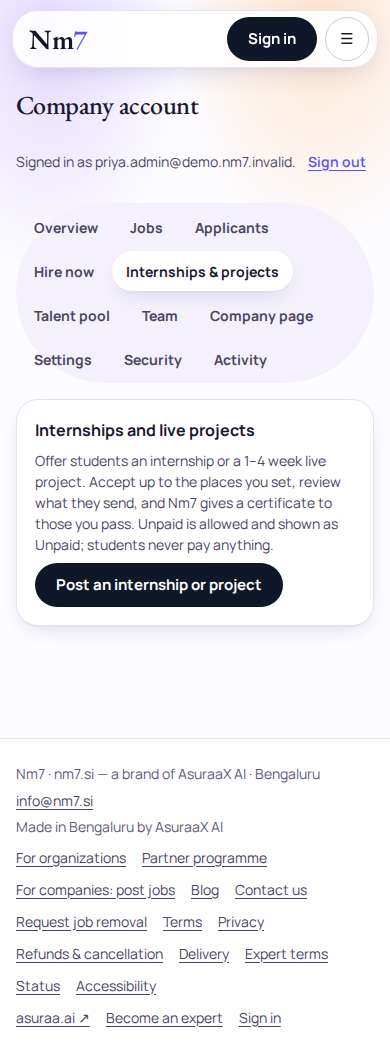 Nm7
Sign in
☰
Company account
Signed in as priya.admin@demo.nm7.invalid. Sign out
Overview Jobs Applicants
Hire now Internships & projects
Talent pool Team Company page
Settings Security Activity
Internships and live projects
Offer students an internship or a 1–4 week live
project. Accept up to the places you set, review
what they send, and Nm7 gives a certificate to
those you pass. Unpaid is allowed and shown as
Unpaid; students never pay anything.
Post an internship or project
Nm7 · nm7.si — a brand of AsuraaX AI · Bengaluru
info@nm7.si
Made in Bengaluru by AsuraaX AI
For organizations Partner programme
For companies: post jobs Blog Contact us
Request job removal Terms Privacy
Refunds & cancellation Delivery Expert terms
Status Accessibility
asuraa.ai ↗ Become an expert Sign in